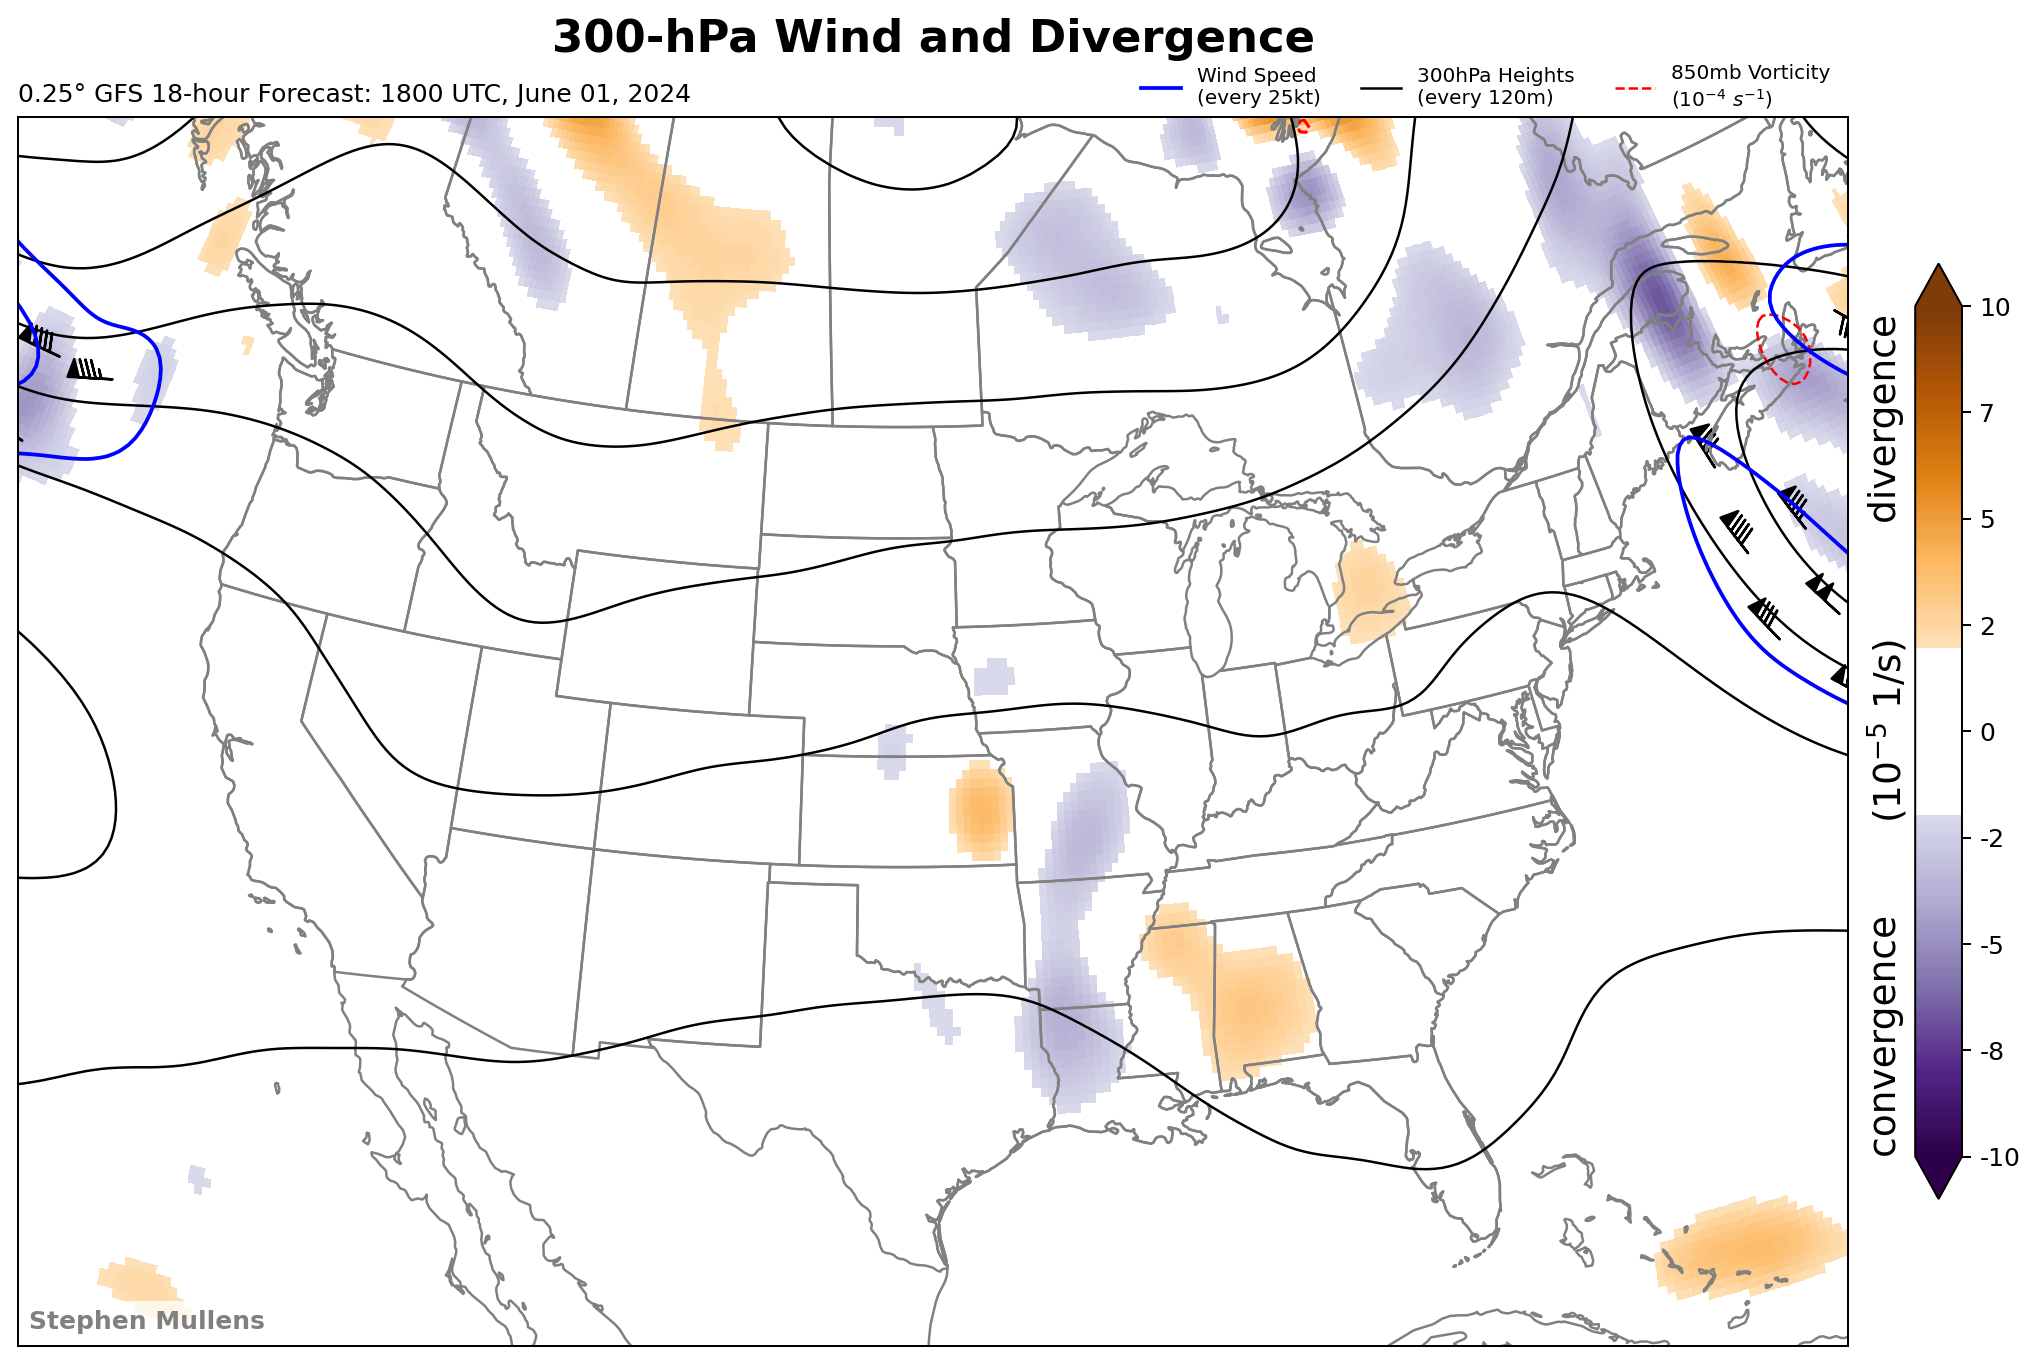 300-hPa Wind and Divergence
0.25° GFS 18-hour Forecast: 1800 UTC, June 01, 2024
Wind Speed
(every 25kt)
300hPa Heights
(every 120m)
850mb Vorticity
(10⁻⁴ s⁻¹)
10
7
5
2
0
-2
-5
-8
-10
convergence (10⁻⁵ 1/s) divergence
Stephen Mullens